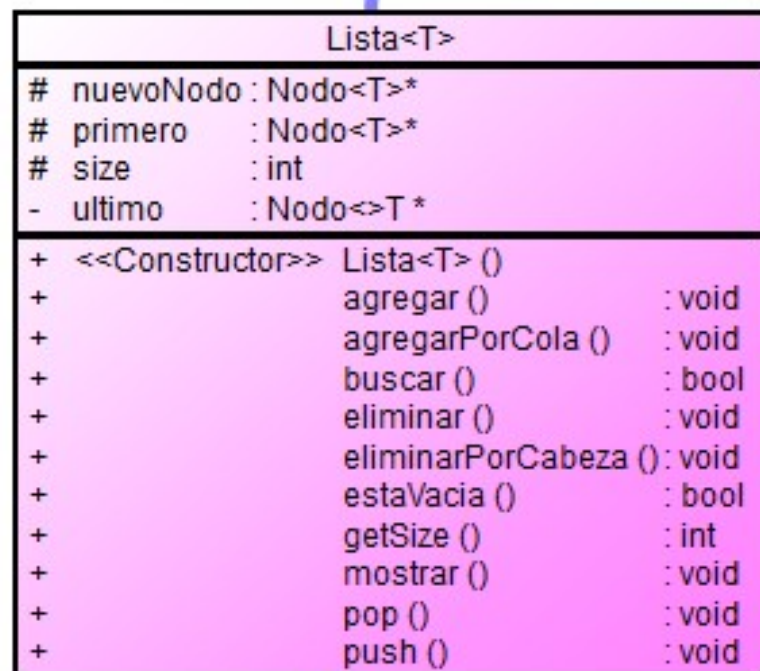 Lista<T>
# nuevoNodo : Nodo<T>*
# primero : Nodo<T>*
# size : int
- ultimo : Nodo<>T *
+ <<Constructor>> Lista<T> ()
+ agregar () : void
+ agregarPorCola () : void
+ buscar () : bool
+ eliminar () : void
+ eliminarPorCabeza () : void
+ estaVacia () : bool
+ getSize () : int
+ mostrar () : void
+ pop () : void
+ push () : void